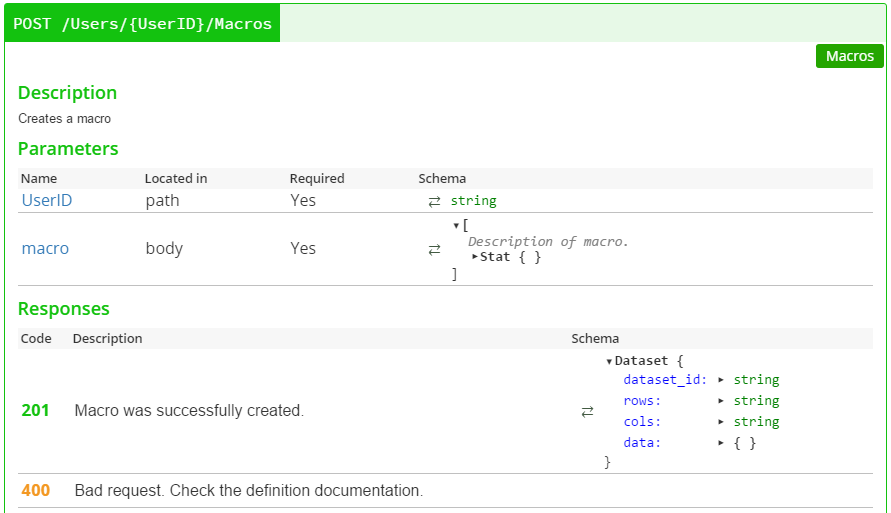 POST /Users/{UserID}/Macros
Macros
Description
Creates a macro
Parameters
Name Located in Required Schema
UserID path Yes ⇄ string
macro body Yes ⇄ ▾[
Description of macro.
▸Stat { }
]
Responses
Code Description Schema
201 Macro was successfully created. ⇄ ▾Dataset {
dataset_id: ▸ string
rows: ▸ string
cols: ▸ string
data: ▸ { }
}
400 Bad request. Check the definition documentation.